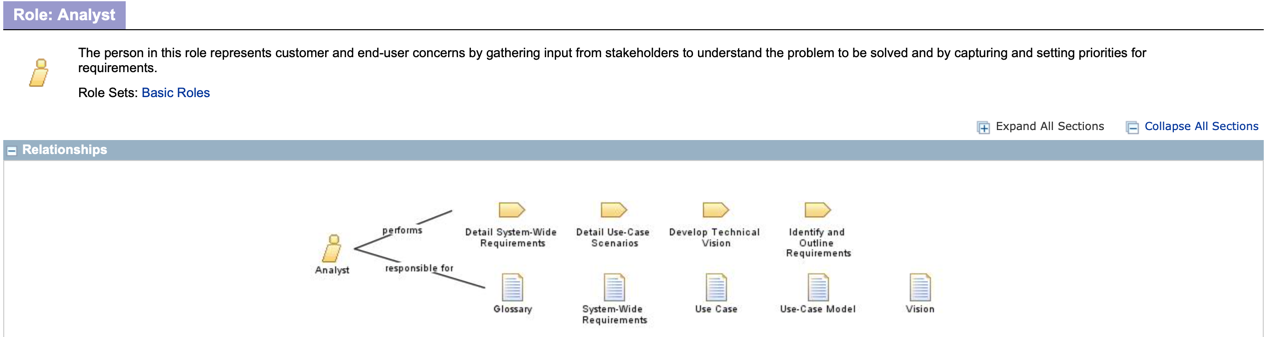 Role: Analyst
The person in this role represents customer and end-user concerns by gathering input from stakeholders to understand the problem to be solved and by capturing and setting priorities for
requirements.
Role Sets: Basic Roles
Expand All Sections Collapse All Sections
Relationships
performs
Detail System-Wide
Requirements
Detail Use-Case
Scenarios
Develop Technical
Vision
Identify and
Outline
Requirements
Analyst
responsible for
Glossary
System-Wide
Requirements
Use Case
Use-Case Model
Vision